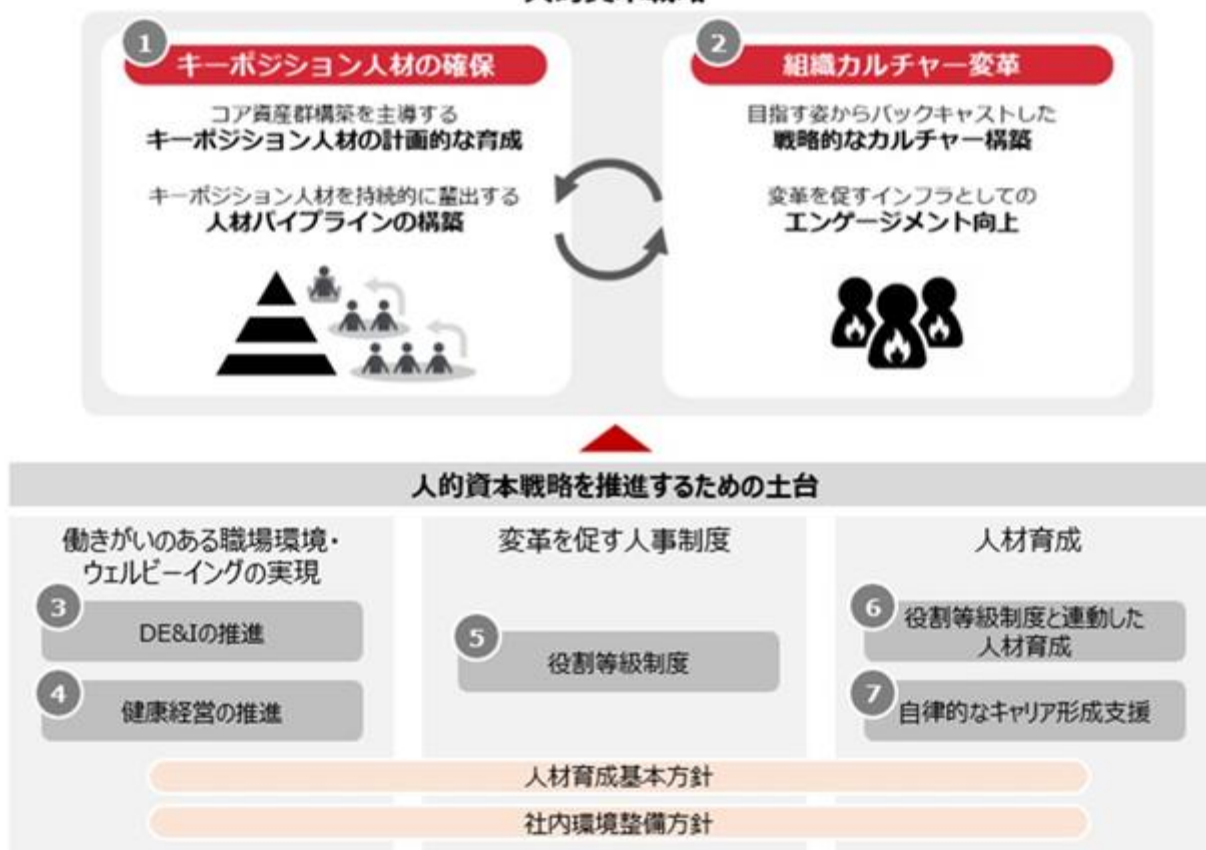 1
キーポジション人材の確保
コア資産群構築を主導する
キーポジション人材の計画的な育成
キーポジション人材を持続的に輩出する
人材パイプラインの構築
2
組織カルチャー変革
目指す姿からバックキャストした
戦略的なカルチャー構築
変革を促すインフラとしての
エンゲージメント向上
人的資本戦略を推進するための土台
働きがいのある職場環境・
ウェルビーイングの実現
3
DE&Iの推進
4
健康経営の推進
変革を促す人事制度
5
役割等級制度
人材育成
6
役割等級制度と連動した
人材育成
7
自律的なキャリア形成支援
人材育成基本方針
社内環境整備方針